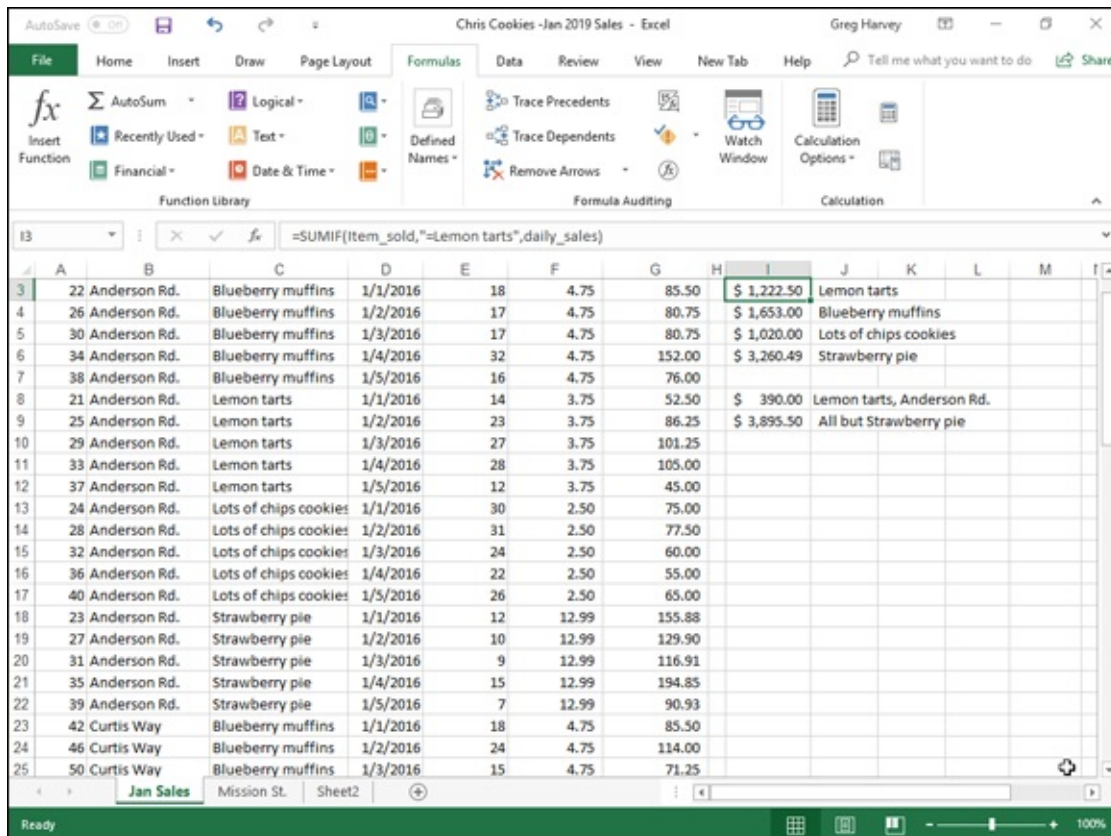 AutoSave Off Chris Cookies -Jan 2019 Sales - Excel Greg Harvey
File Home Insert Draw Page Layout Formulas Data Review View New Tab Help Tell me what you want to do Share
fx Insert Function
Σ AutoSum
Recently Used
Financial
Logical
Text
Date & Time
Function Library
Defined Names
Trace Precedents
Trace Dependents
Remove Arrows
Formula Auditing
Watch Window
Calculation Options
Calculation
I3 fx =SUMIF(Item_sold,"=Lemon tarts",daily_sales)
A B C D E F G H I J K L M
3 22 Anderson Rd. Blueberry muffins 1/1/2016 18 4.75 85.50 $ 1,222.50 Lemon tarts
4 26 Anderson Rd. Blueberry muffins 1/2/2016 17 4.75 80.75 $ 1,653.00 Blueberry muffins
5 30 Anderson Rd. Blueberry muffins 1/3/2016 17 4.75 80.75 $ 1,020.00 Lots of chips cookies
6 34 Anderson Rd. Blueberry muffins 1/4/2016 32 4.75 152.00 $ 3,260.49 Strawberry pie
7 38 Anderson Rd. Blueberry muffins 1/5/2016 16 4.75 76.00
8 21 Anderson Rd. Lemon tarts 1/1/2016 14 3.75 52.50 $ 390.00 Lemon tarts, Anderson Rd.
9 25 Anderson Rd. Lemon tarts 1/2/2016 23 3.75 86.25 $ 3,895.50 All but Strawberry pie
10 29 Anderson Rd. Lemon tarts 1/3/2016 27 3.75 101.25
11 33 Anderson Rd. Lemon tarts 1/4/2016 28 3.75 105.00
12 37 Anderson Rd. Lemon tarts 1/5/2016 12 3.75 45.00
13 24 Anderson Rd. Lots of chips cookies 1/1/2016 30 2.50 75.00
14 28 Anderson Rd. Lots of chips cookies 1/2/2016 31 2.50 77.50
15 32 Anderson Rd. Lots of chips cookies 1/3/2016 24 2.50 60.00
16 36 Anderson Rd. Lots of chips cookies 1/4/2016 22 2.50 55.00
17 40 Anderson Rd. Lots of chips cookies 1/5/2016 26 2.50 65.00
18 23 Anderson Rd. Strawberry pie 1/1/2016 12 12.99 155.88
19 27 Anderson Rd. Strawberry pie 1/2/2016 10 12.99 129.90
20 31 Anderson Rd. Strawberry pie 1/3/2016 9 12.99 116.91
21 35 Anderson Rd. Strawberry pie 1/4/2016 15 12.99 194.85
22 39 Anderson Rd. Strawberry pie 1/5/2016 7 12.99 90.93
23 42 Curtis Way Blueberry muffins 1/1/2016 18 4.75 85.50
24 46 Curtis Way Blueberry muffins 1/2/2016 24 4.75 114.00
25 50 Curtis Way Blueberry muffins 1/3/2016 15 4.75 71.25
Jan Sales Mission St. Sheet2
Ready 100%